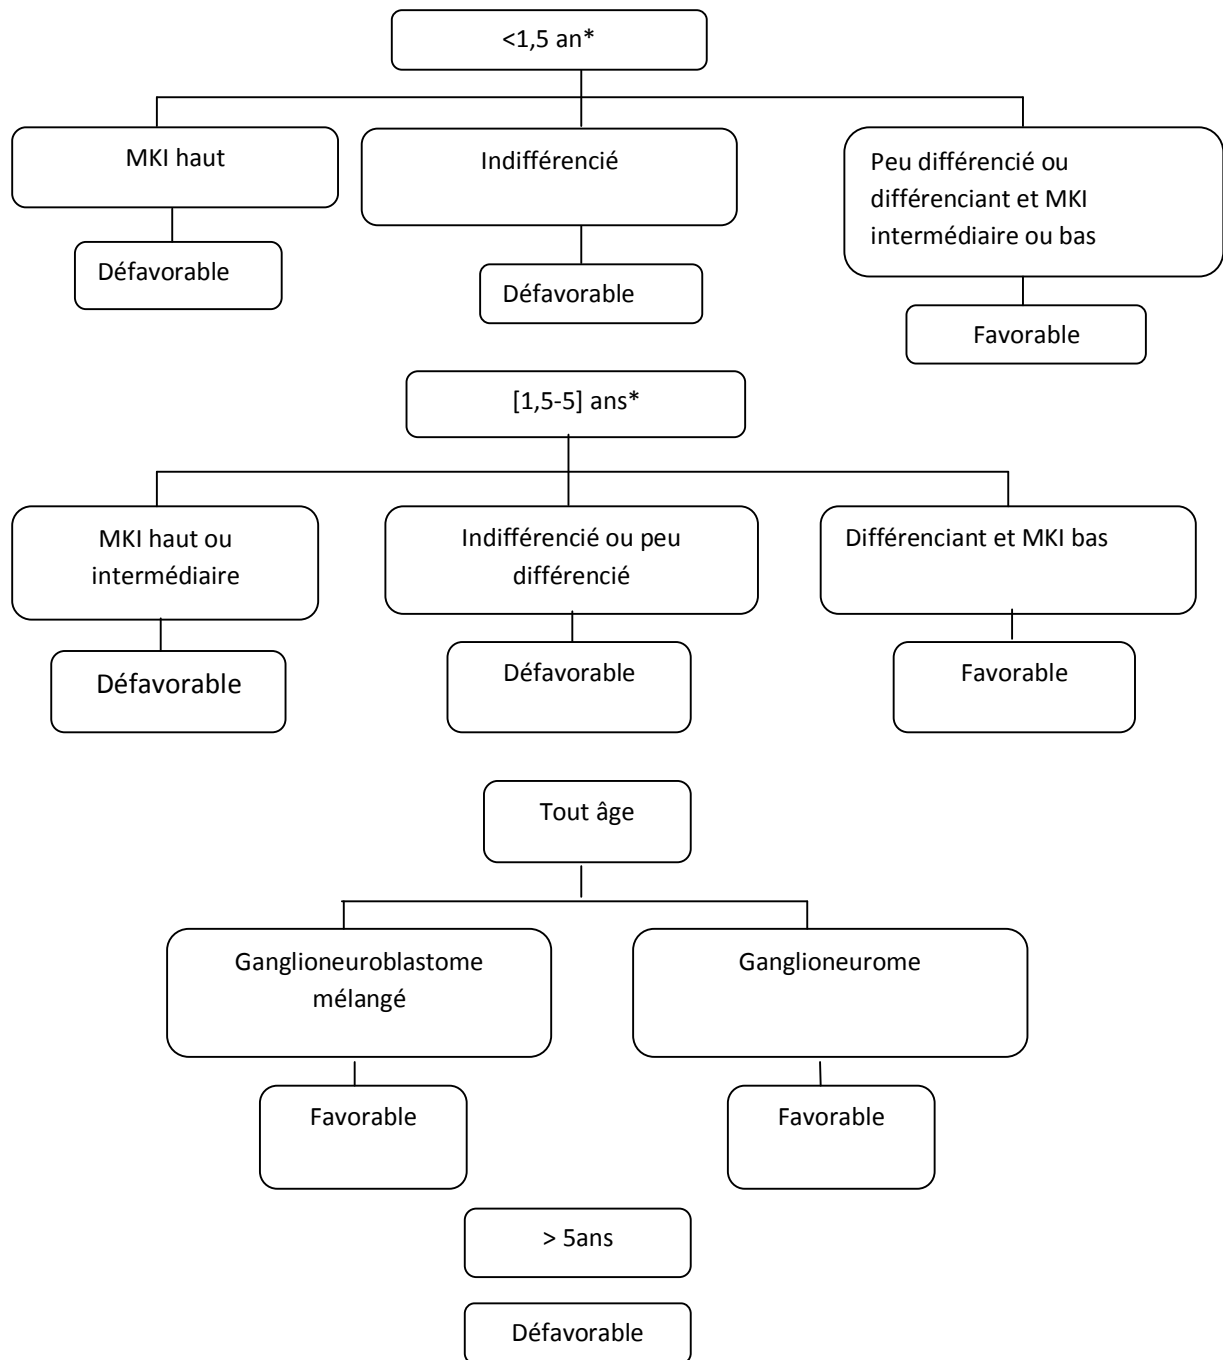 <1,5 an*
MKI haut
Indifférencié
Peu différencié ou
différenciant et MKI
intermédiaire ou bas
Défavorable
Défavorable
Favorable
[1,5-5] ans*
MKI haut ou
intermédiaire
Indifférencié ou peu
différencié
Différenciant et MKI bas
Défavorable
Défavorable
Favorable
Tout âge
Ganglioneuroblastome
mélangé
Ganglioneurome
Favorable
Favorable
> 5ans
Défavorable